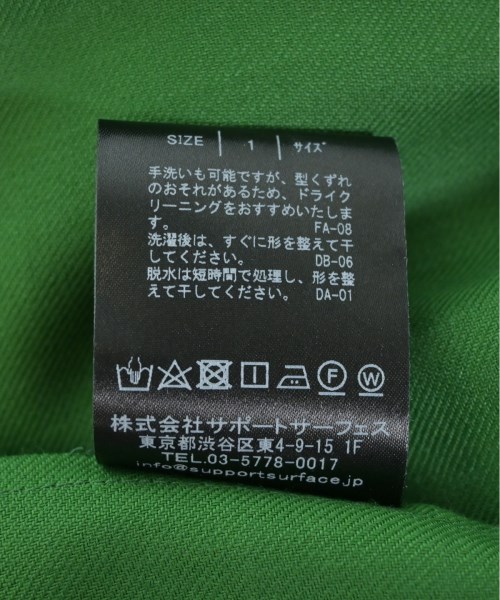 SIZE | 1 | サイズ
手洗いも可能ですが、型くずれ
のおそれがあるため、ドライク
リーニングをおすすめいたしま
す。 FA-08
洗濯後は、すぐに形を整えて干
してください。 DB-06
脱水は短時間で処理し、形を整
えて干してください。 DA-01
F W
株式会社サポートサーフェス
東京都渋谷区東4-9-15 1F
TEL.03-5778-0017
info@supportsurface.jp